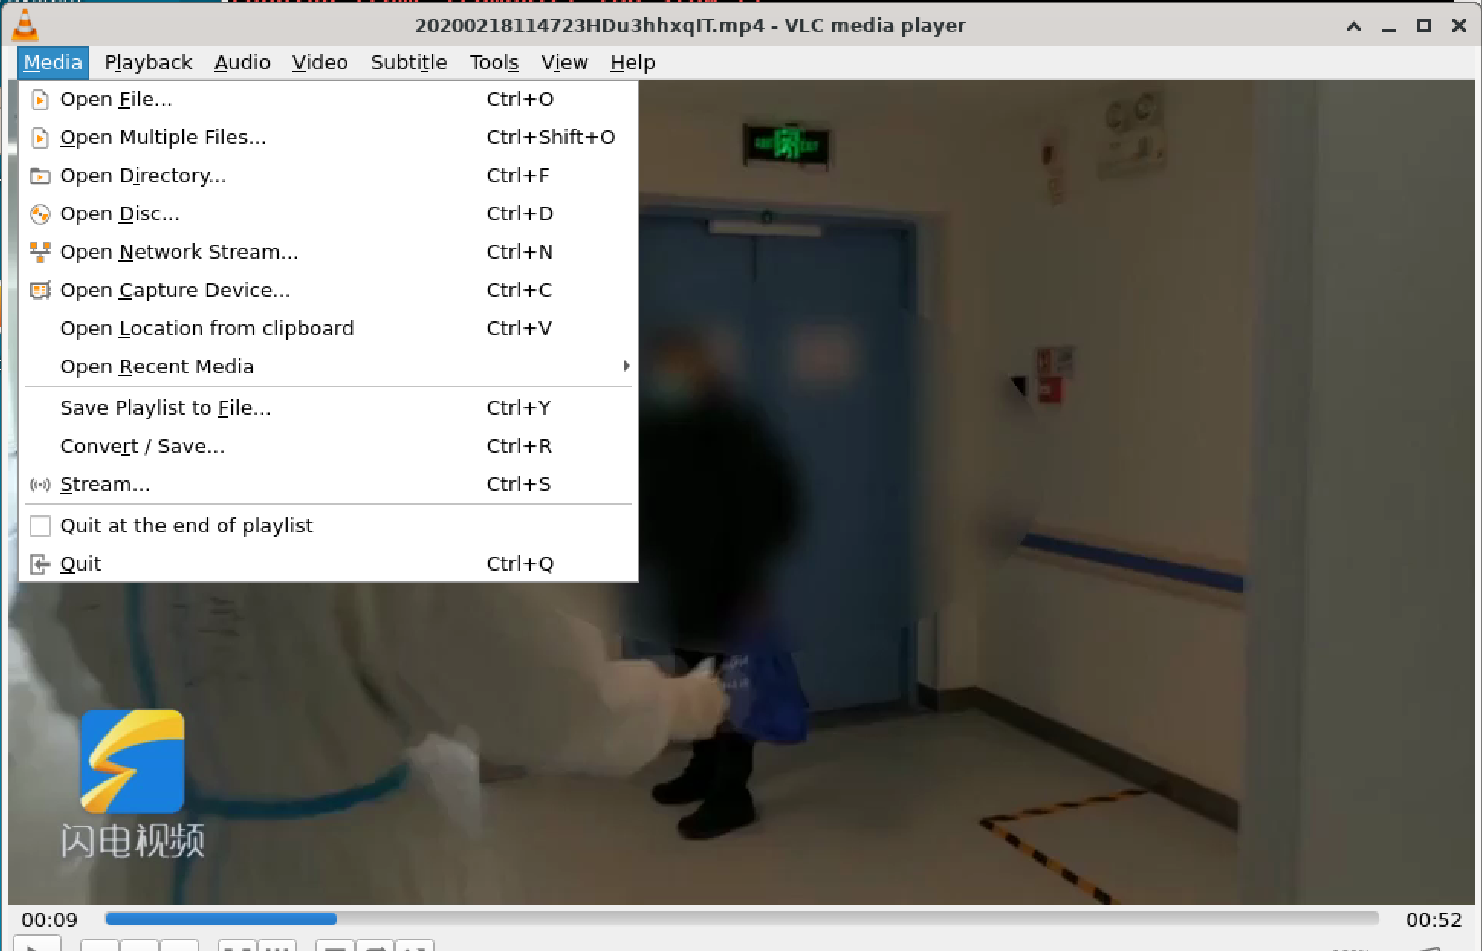 20200218114723HDu3hhxqIT.mp4 - VLC media player
Media Playback Audio Video Subtitle Tools View Help
Open File... Ctrl+O
Open Multiple Files... Ctrl+Shift+O
Open Directory... Ctrl+F
Open Disc... Ctrl+D
Open Network Stream... Ctrl+N
Open Capture Device... Ctrl+C
Open Location from clipboard Ctrl+V
Open Recent Media
Save Playlist to File... Ctrl+Y
Convert / Save... Ctrl+R
Stream... Ctrl+S
Quit at the end of playlist
Quit Ctrl+Q
闪电视频
00:09 00:52